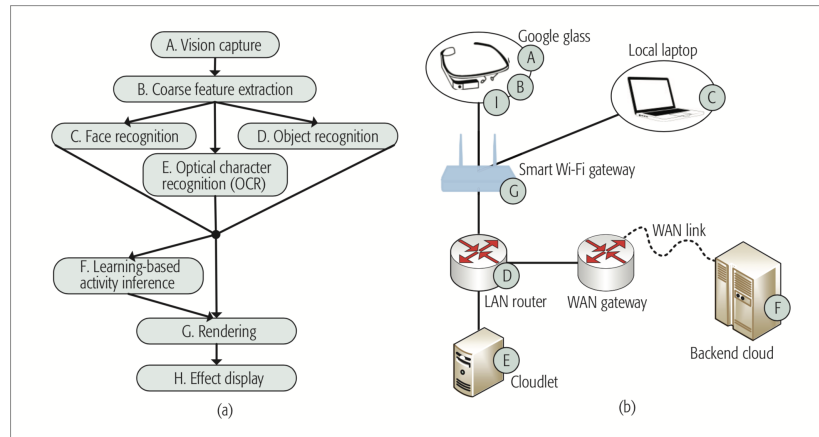 A. Vision capture
B. Coarse feature extraction
C. Face recognition
D. Object recognition
E. Optical character
recognition (OCR)
F. Learning-based
activity inference
G. Rendering
H. Effect display
(a)
Google glass
A
B
I
Local laptop
C
Smart Wi-Fi gateway
G
WAN link
D
LAN router
WAN gateway
F
Backend cloud
E
Cloudlet
(b)